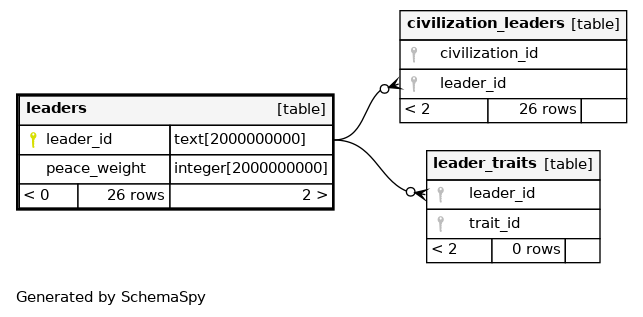 leaders [table]
leader_id text[2000000000]
peace_weight integer[2000000000]
< 0 26 rows 2 >
civilization_leaders [table]
civilization_id
leader_id
< 2 26 rows
leader_traits [table]
leader_id
trait_id
< 2 0 rows
Generated by SchemaSpy